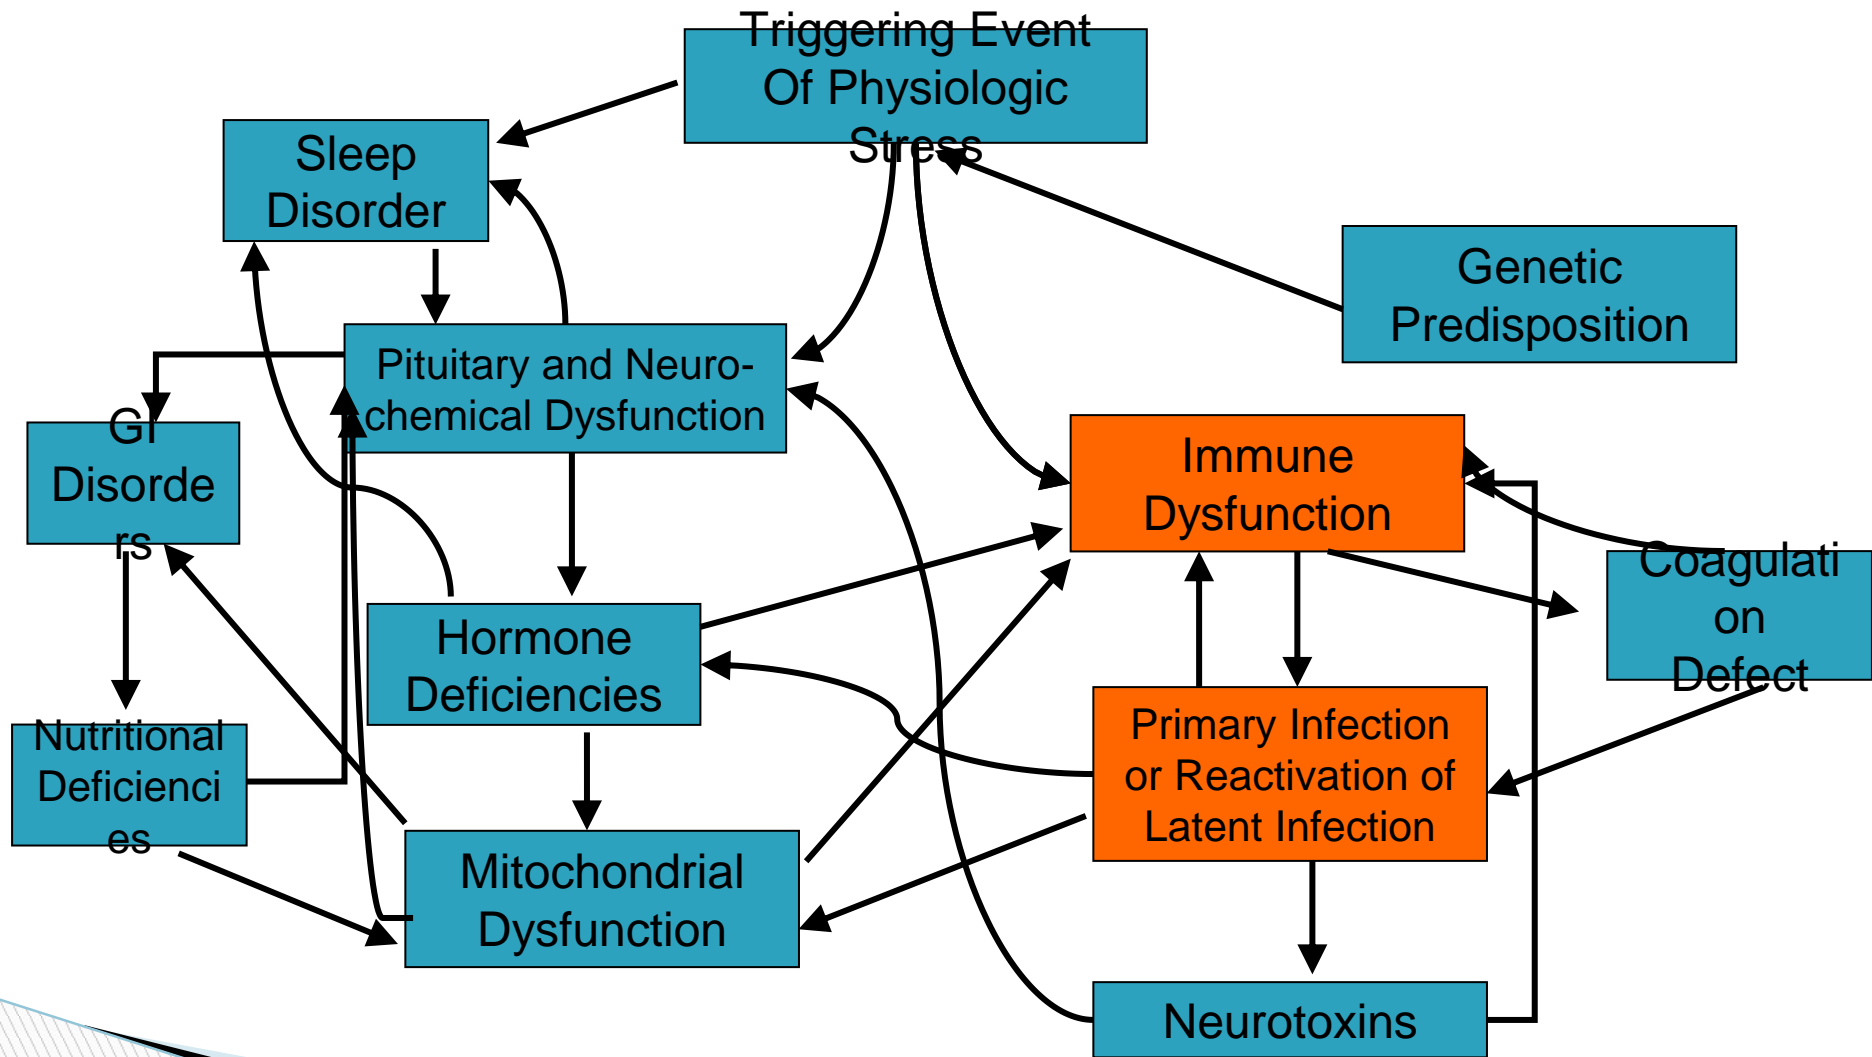 Triggering Event
Of Physiologic
Stress
Sleep
Disorder
Genetic
Predisposition
Pituitary and Neuro-
chemical Dysfunction
GI
Disorde
rs
Immune
Dysfunction
Coagulati
on
Defect
Hormone
Deficiencies
Nutritional
Deficienci
es
Primary Infection
or Reactivation of
Latent Infection
Mitochondrial
Dysfunction
Neurotoxins